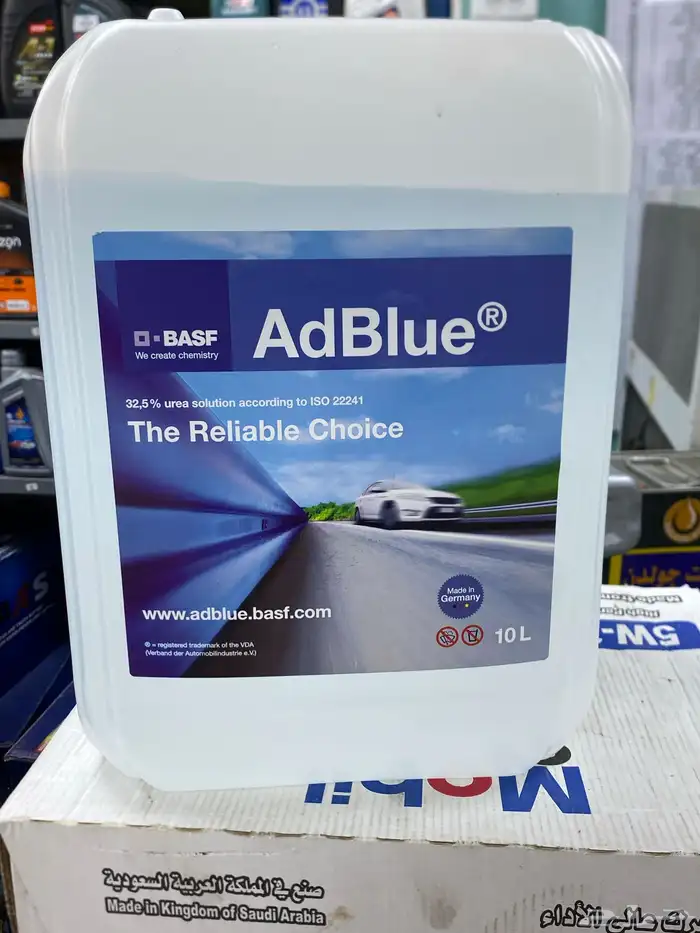 BASF
We create chemistry
AdBlue®
32,5% urea solution according to ISO 22241
The Reliable Choice
www.adblue.basf.com
Made in
Germany
® = registered trademark of the VDA
(Verband der Automobilindustrie e.V.)
10 L
5W-
Mobil
صنع في المملكة العربية السعودية
Made in Kingdom of Saudi Arabia
عالي الأداء